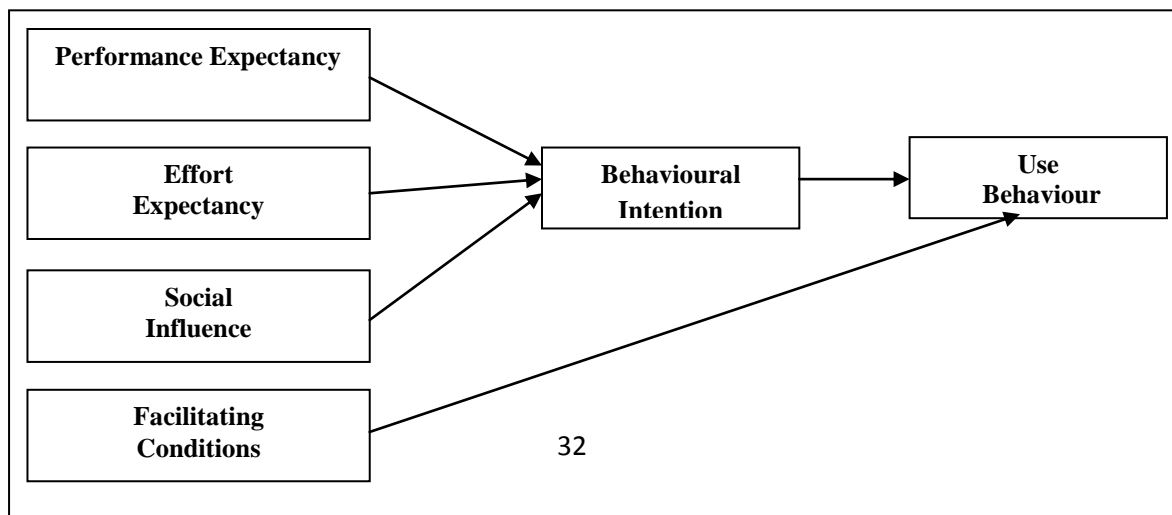 Performance Expectancy
Effort
Expectancy
Social
Influence
Facilitating
Conditions
Behavioural
Intention
Use
Behaviour
32